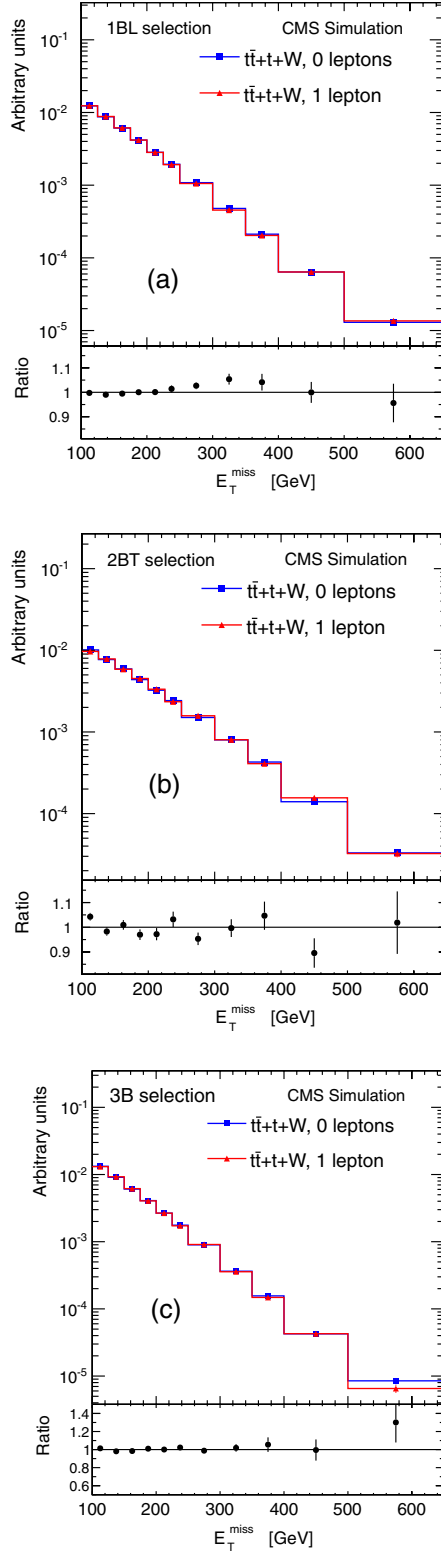 1BL selection CMS Simulation
tt̄+t+W, 0 leptons
tt̄+t+W, 1 lepton
Arbitrary units
10^-2
10^-3
10^-4
10^-5
(a)
Ratio
1.1
1
0.9
100 200 300 400 500 600
E_T^miss [GeV]
2BT selection CMS Simulation
tt̄+t+W, 0 leptons
tt̄+t+W, 1 lepton
Arbitrary units
10^-1
10^-2
10^-3
10^-4
(b)
Ratio
1.1
1
0.9
100 200 300 400 500 600
E_T^miss [GeV]
3B selection CMS Simulation
tt̄+t+W, 0 leptons
tt̄+t+W, 1 lepton
Arbitrary units
10^-1
10^-2
10^-3
10^-4
10^-5
(c)
Ratio
1.4
1.2
1
0.8
0.6
100 200 300 400 500 600
E_T^miss [GeV]